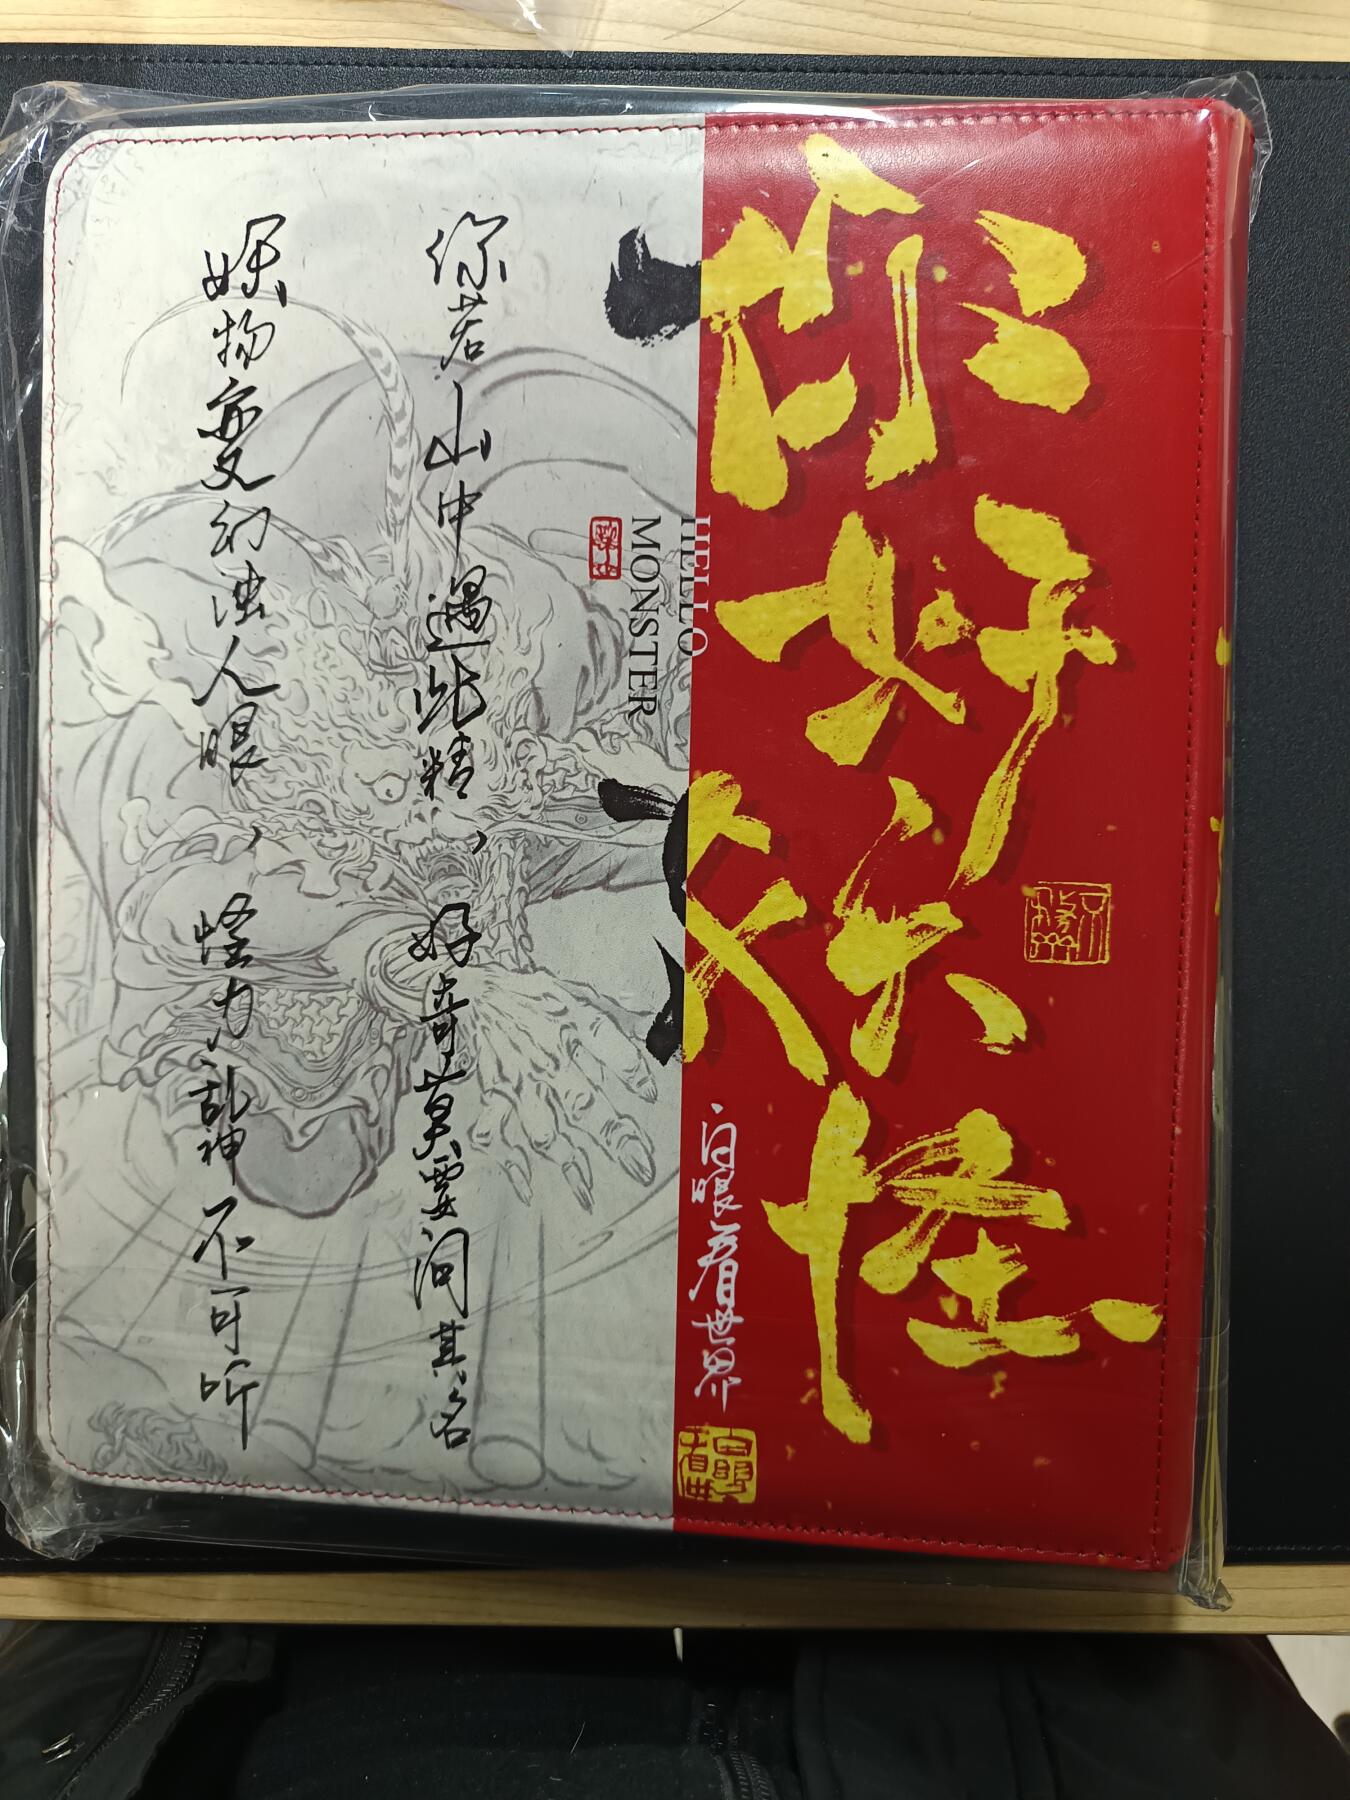 你好妖怪
白眼看世界
HELLO
MONSTER
你若山中遇此精，好奇莫要问其名
妖物变幻浊人眼，怪力乱神不可听